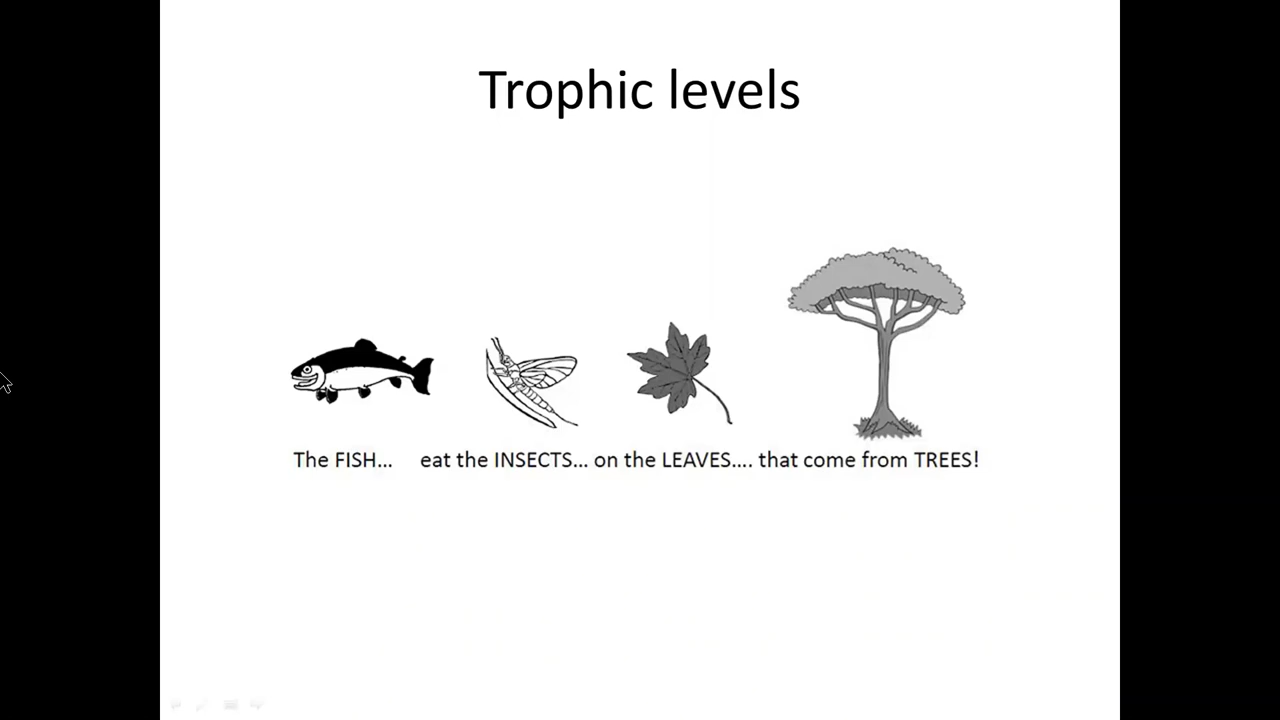 Trophic levels
The FISH... eat the INSECTS... on the LEAVES.... that come from TREES!